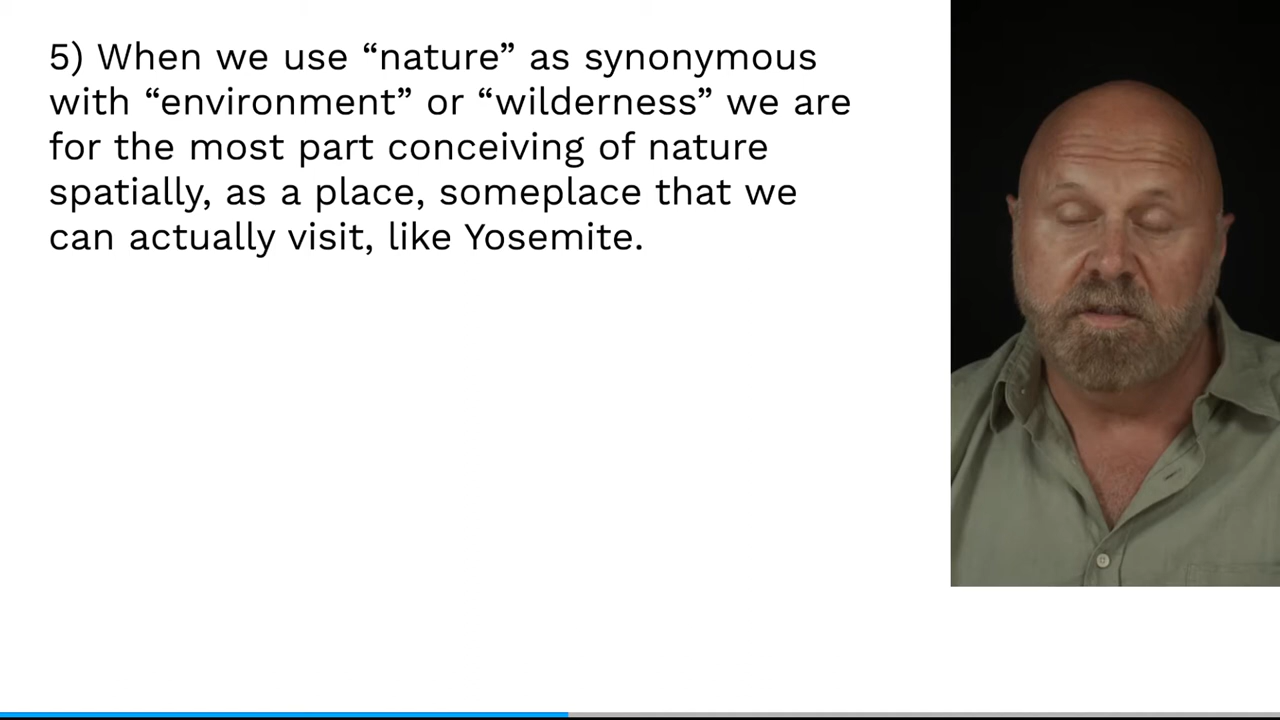 5) When we use “nature” as synonymous
with “environment” or “wilderness” we are
for the most part conceiving of nature
spatially, as a place, someplace that we
can actually visit, like Yosemite.